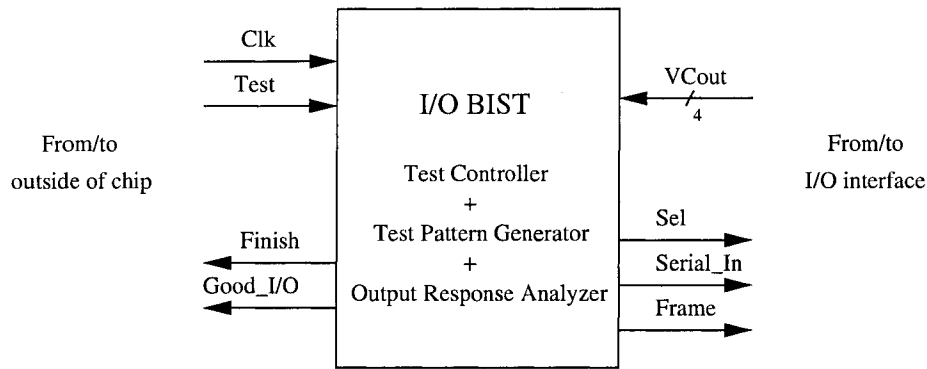 Clk
Test
From/to
outside of chip
Finish
Good_I/O
I/O BIST
Test Controller
+
Test Pattern Generator
+
Output Response Analyzer
VCout
4
From/to
I/O interface
Sel
Serial_In
Frame